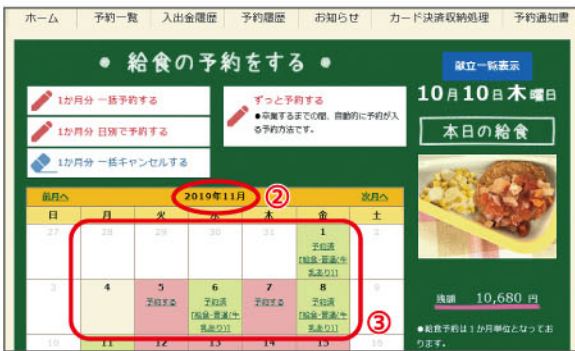 ホーム 予約一覧 入出金履歴 予約履歴 お知らせ カード決済収納処理 予約通知書
● 給食の予約をする ●
献立一覧表示
1か月分 一括予約する
1か月分 日別で予約する
1か月分 一括キャンセルする
ずっと予約する
●卒業するまでの間、自動的に予約が入る予約方法です。
10月10日木曜日
本日の給食
前月へ 2019年11月 次月へ
②
日 月 火 水 木 金 土
27 28 29 30 31 1 2
予約済
[給食-普通(牛乳あり)]
3 4 5 6 7 8 9
予約する 予約済 予約する 予約済
[給食-普通(牛乳あり)] [給食-普通(牛乳あり)]
③
10 11 12 13 14 15 16
残額 10,680 円
●給食予約は1か月単位となっております。